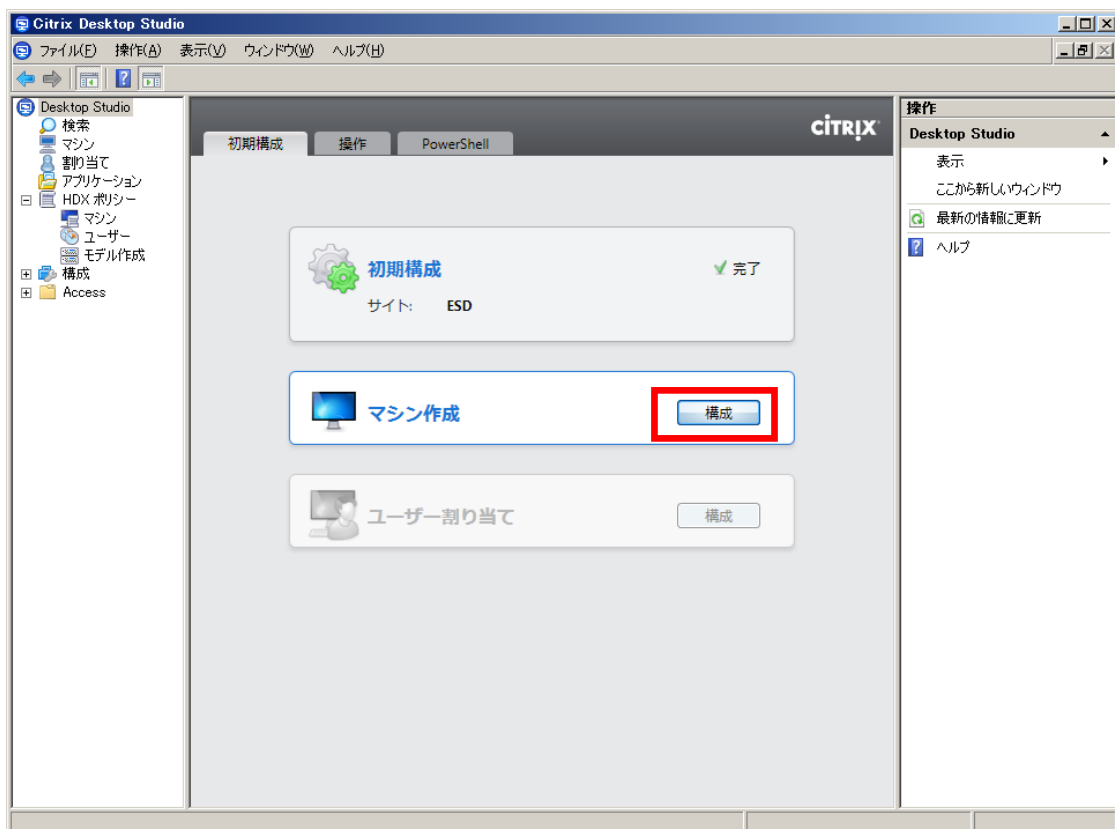 Citrix Desktop Studio
ファイル(F) 操作(A) 表示(V) ウィンドウ(W) ヘルプ(H)
Desktop Studio
検索
マシン
割り当て
アプリケーション
HDX ポリシー
マシン
ユーザー
モデル作成
構成
Access
CITRIX
初期構成 操作 PowerShell
初期構成 完了
サイト: ESD
マシン作成 構成
ユーザー割り当て 構成
操作
Desktop Studio
表示
ここから新しいウィンドウ
最新の情報に更新
ヘルプ